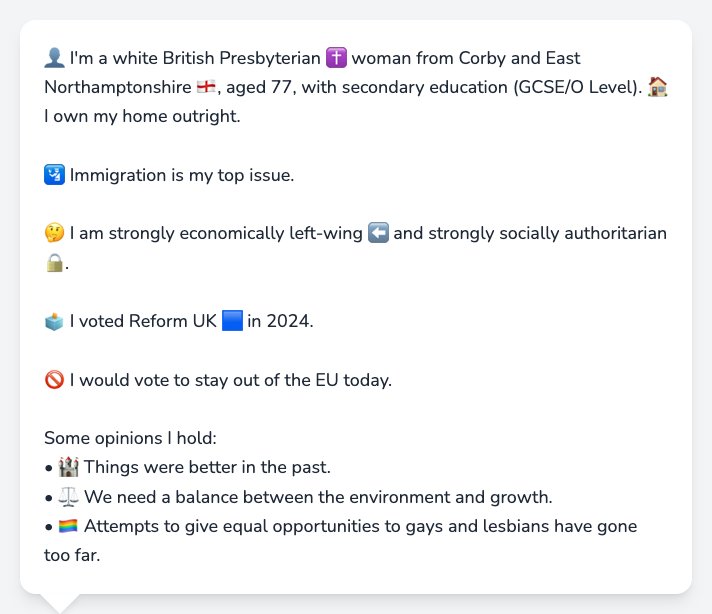 👤 I'm a white British Presbyterian ✝️ woman from Corby and East
Northamptonshire 🏴󠁧󠁢󠁥󠁮󠁧󠁿, aged 77, with secondary education (GCSE/O Level). 🏠
I own my home outright.
🛂 Immigration is my top issue.
🤔 I am strongly economically left-wing ⬅️ and strongly socially authoritarian
🔒.
🗳️ I voted Reform UK 🟦 in 2024.
🚫 I would vote to stay out of the EU today.
Some opinions I hold:
• 🏰 Things were better in the past.
• ⚖️ We need a balance between the environment and growth.
• 🏳️‍🌈 Attempts to give equal opportunities to gays and lesbians have gone
too far.